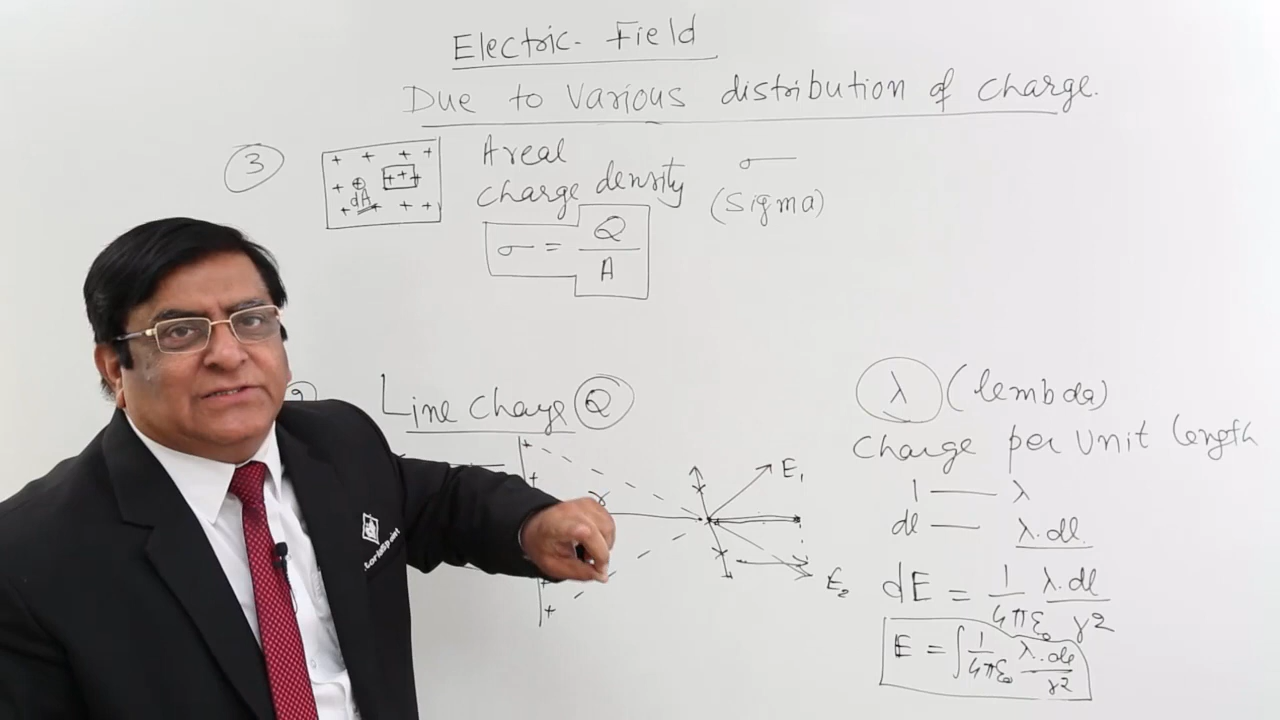 Electric Field
Due to Various distribution of charge.
3
dA
Areal
charge density
σ
(Sigma)
σ = Q / A
Line Charge Q
r
E₁
E₂
λ (lembda)
Charge per Unit Length
1 — λ
dl — λ.dl
dE = 1 / 4πε₀ λ.dl / r²
E = ∫ 1 / 4πε₀ λ.dl / r²